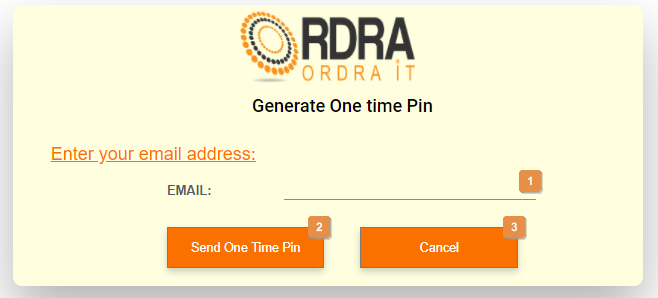 ORDRA
ORDRA iT
Generate One time Pin
Enter your email address:
EMAIL:
1
Send One Time Pin
2
Cancel
3